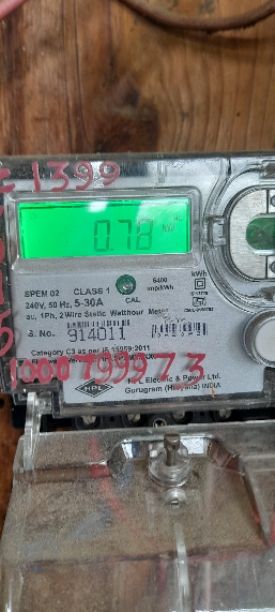 1399
0.78
kW
SPEM 02 CLASS 1
240V, 50 Hz, 5-30A
CAL
6400
imp/kWh
kWh
ac, 1Ph, 2 Wire Static Watthour Meter
S. No. 914011
Category C3 as per IS 15959:2011
1000799973
HPL
Electric & Power Ltd.
Gurugram (Haryana) INDIA